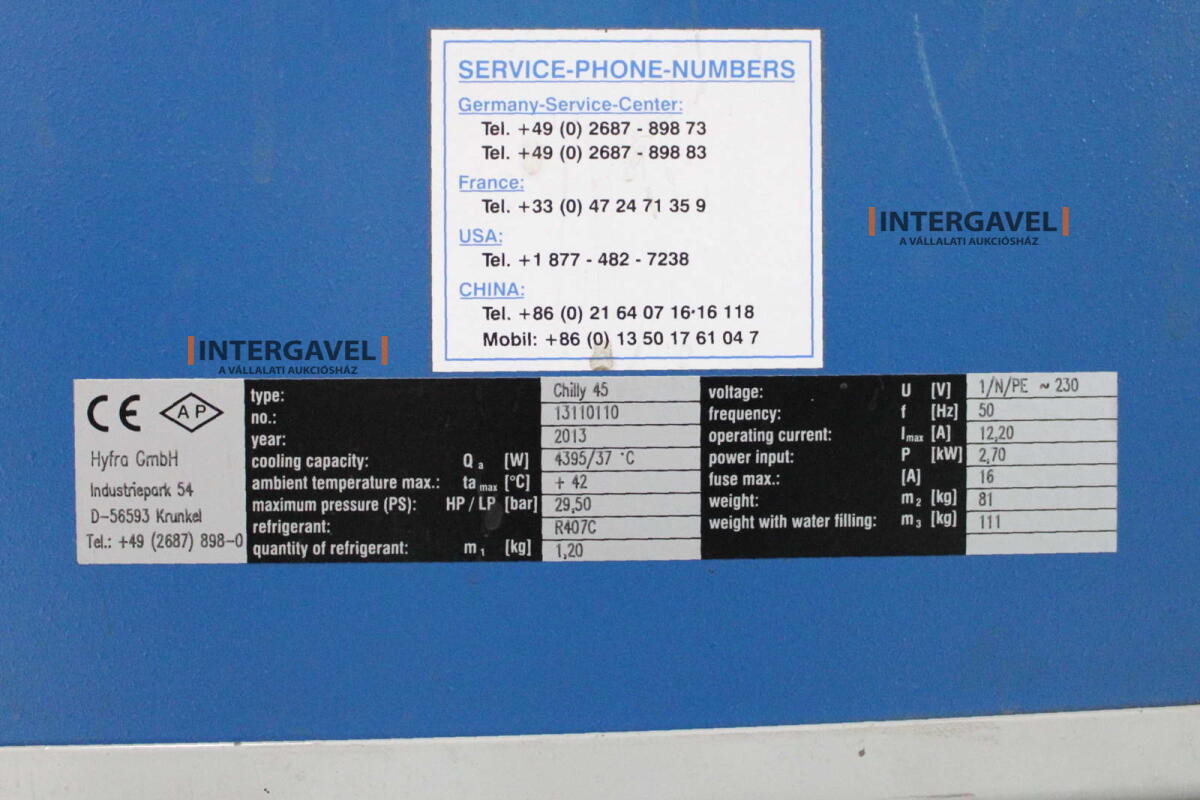 SERVICE-PHONE-NUMBERS
Germany-Service-Center:
Tel. +49 (0) 2687 - 898 73
Tel. +49 (0) 2687 - 898 83
France:
Tel. +33 (0) 47 24 71 35 9
USA:
Tel. +1 877 - 482 - 7238
CHINA:
Tel. +86 (0) 21 64 07 16·16 118
Mobil: +86 (0) 13 50 17 61 04 7
INTERGAVEL
A VÁLLALATI AUKCIÓSHÁZ
INTERGAVEL
A VÁLLALATI AUKCIÓSHÁZ
CE AP
Hyfra GmbH
Industriepark 54
D-56593 Krunkel
Tel.: +49 (2687) 898-0
type: Chilly 45
no.: 13110110
year: 2013
cooling capacity: Q a [W] 4395/37 °C
ambient temperature max.: ta max [°C] + 42
maximum pressure (PS): HP / LP [bar] 29,50
refrigerant: R407C
quantity of refrigerant: m 1 [kg] 1,20
voltage: U [V] 1/N/PE ~ 230
frequency: f [Hz] 50
operating current: I max [A] 12,20
power input: P [kW] 2,70
fuse max.: [A] 16
weight: m 2 [kg] 81
weight with water filling: m 3 [kg] 111